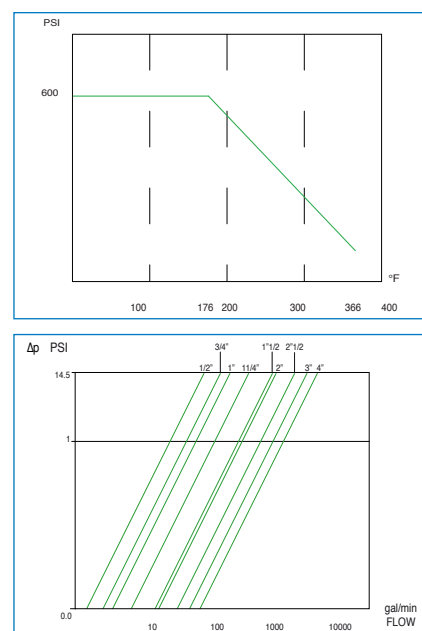 PSI
600
°F
100 176 200 300 366 400
Δp PSI
3/4" 1"1/2 2"1/2
1/2" 1" 11/4" 2" 3" 4"
14.5
1
0.0
gal/min
10 100 1000 10000 FLOW